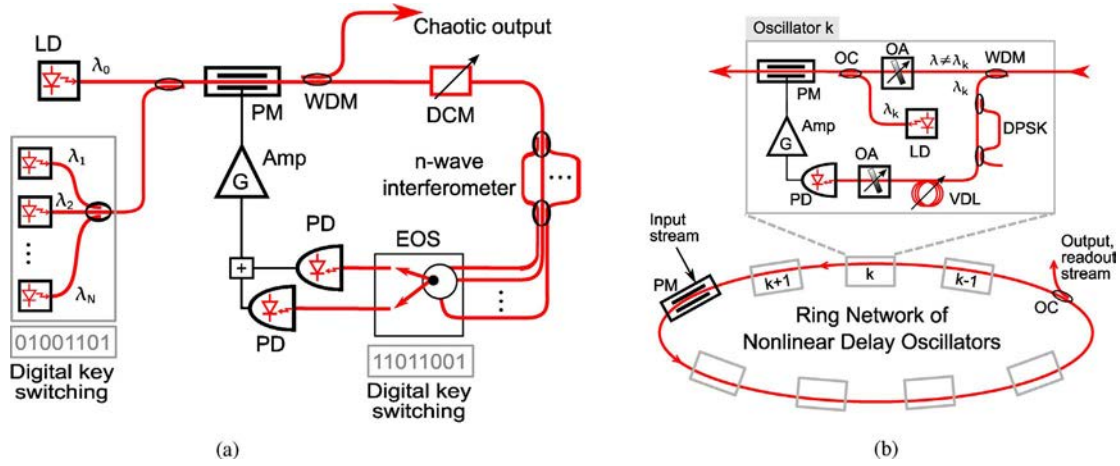 LD
λ0
Chaotic output
PM
WDM
DCM
λ1
λ2
⋮
λN
01001101
Digital key
switching
Amp
G
n-wave
interferometer
...
PD
+
PD
EOS
⋮
11011001
Digital key
switching
(a)
Oscillator k
OC
OA
λ≠λk
WDM
PM
λk
λk
Amp
G
LD
DPSK
OA
PD
VDL
Input
stream
PM
k+1
k
k-1
Output,
readout
stream
OC
Ring Network of
Nonlinear Delay Oscillators
(b)